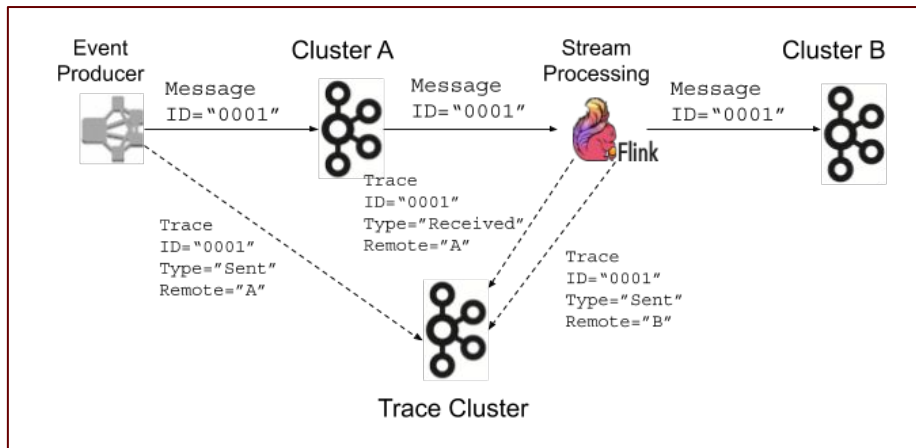 Event
Producer
Cluster A
Stream
Processing
Cluster B
Message
ID=“0001”
Message
ID=“0001”
Message
ID=“0001”
Flink
Trace
ID=“0001”
Type=”Received”
Remote=”A”
Trace
ID=“0001”
Type=”Sent”
Remote=”A”
Trace
ID=“0001”
Type=”Sent”
Remote=”B”
Trace Cluster